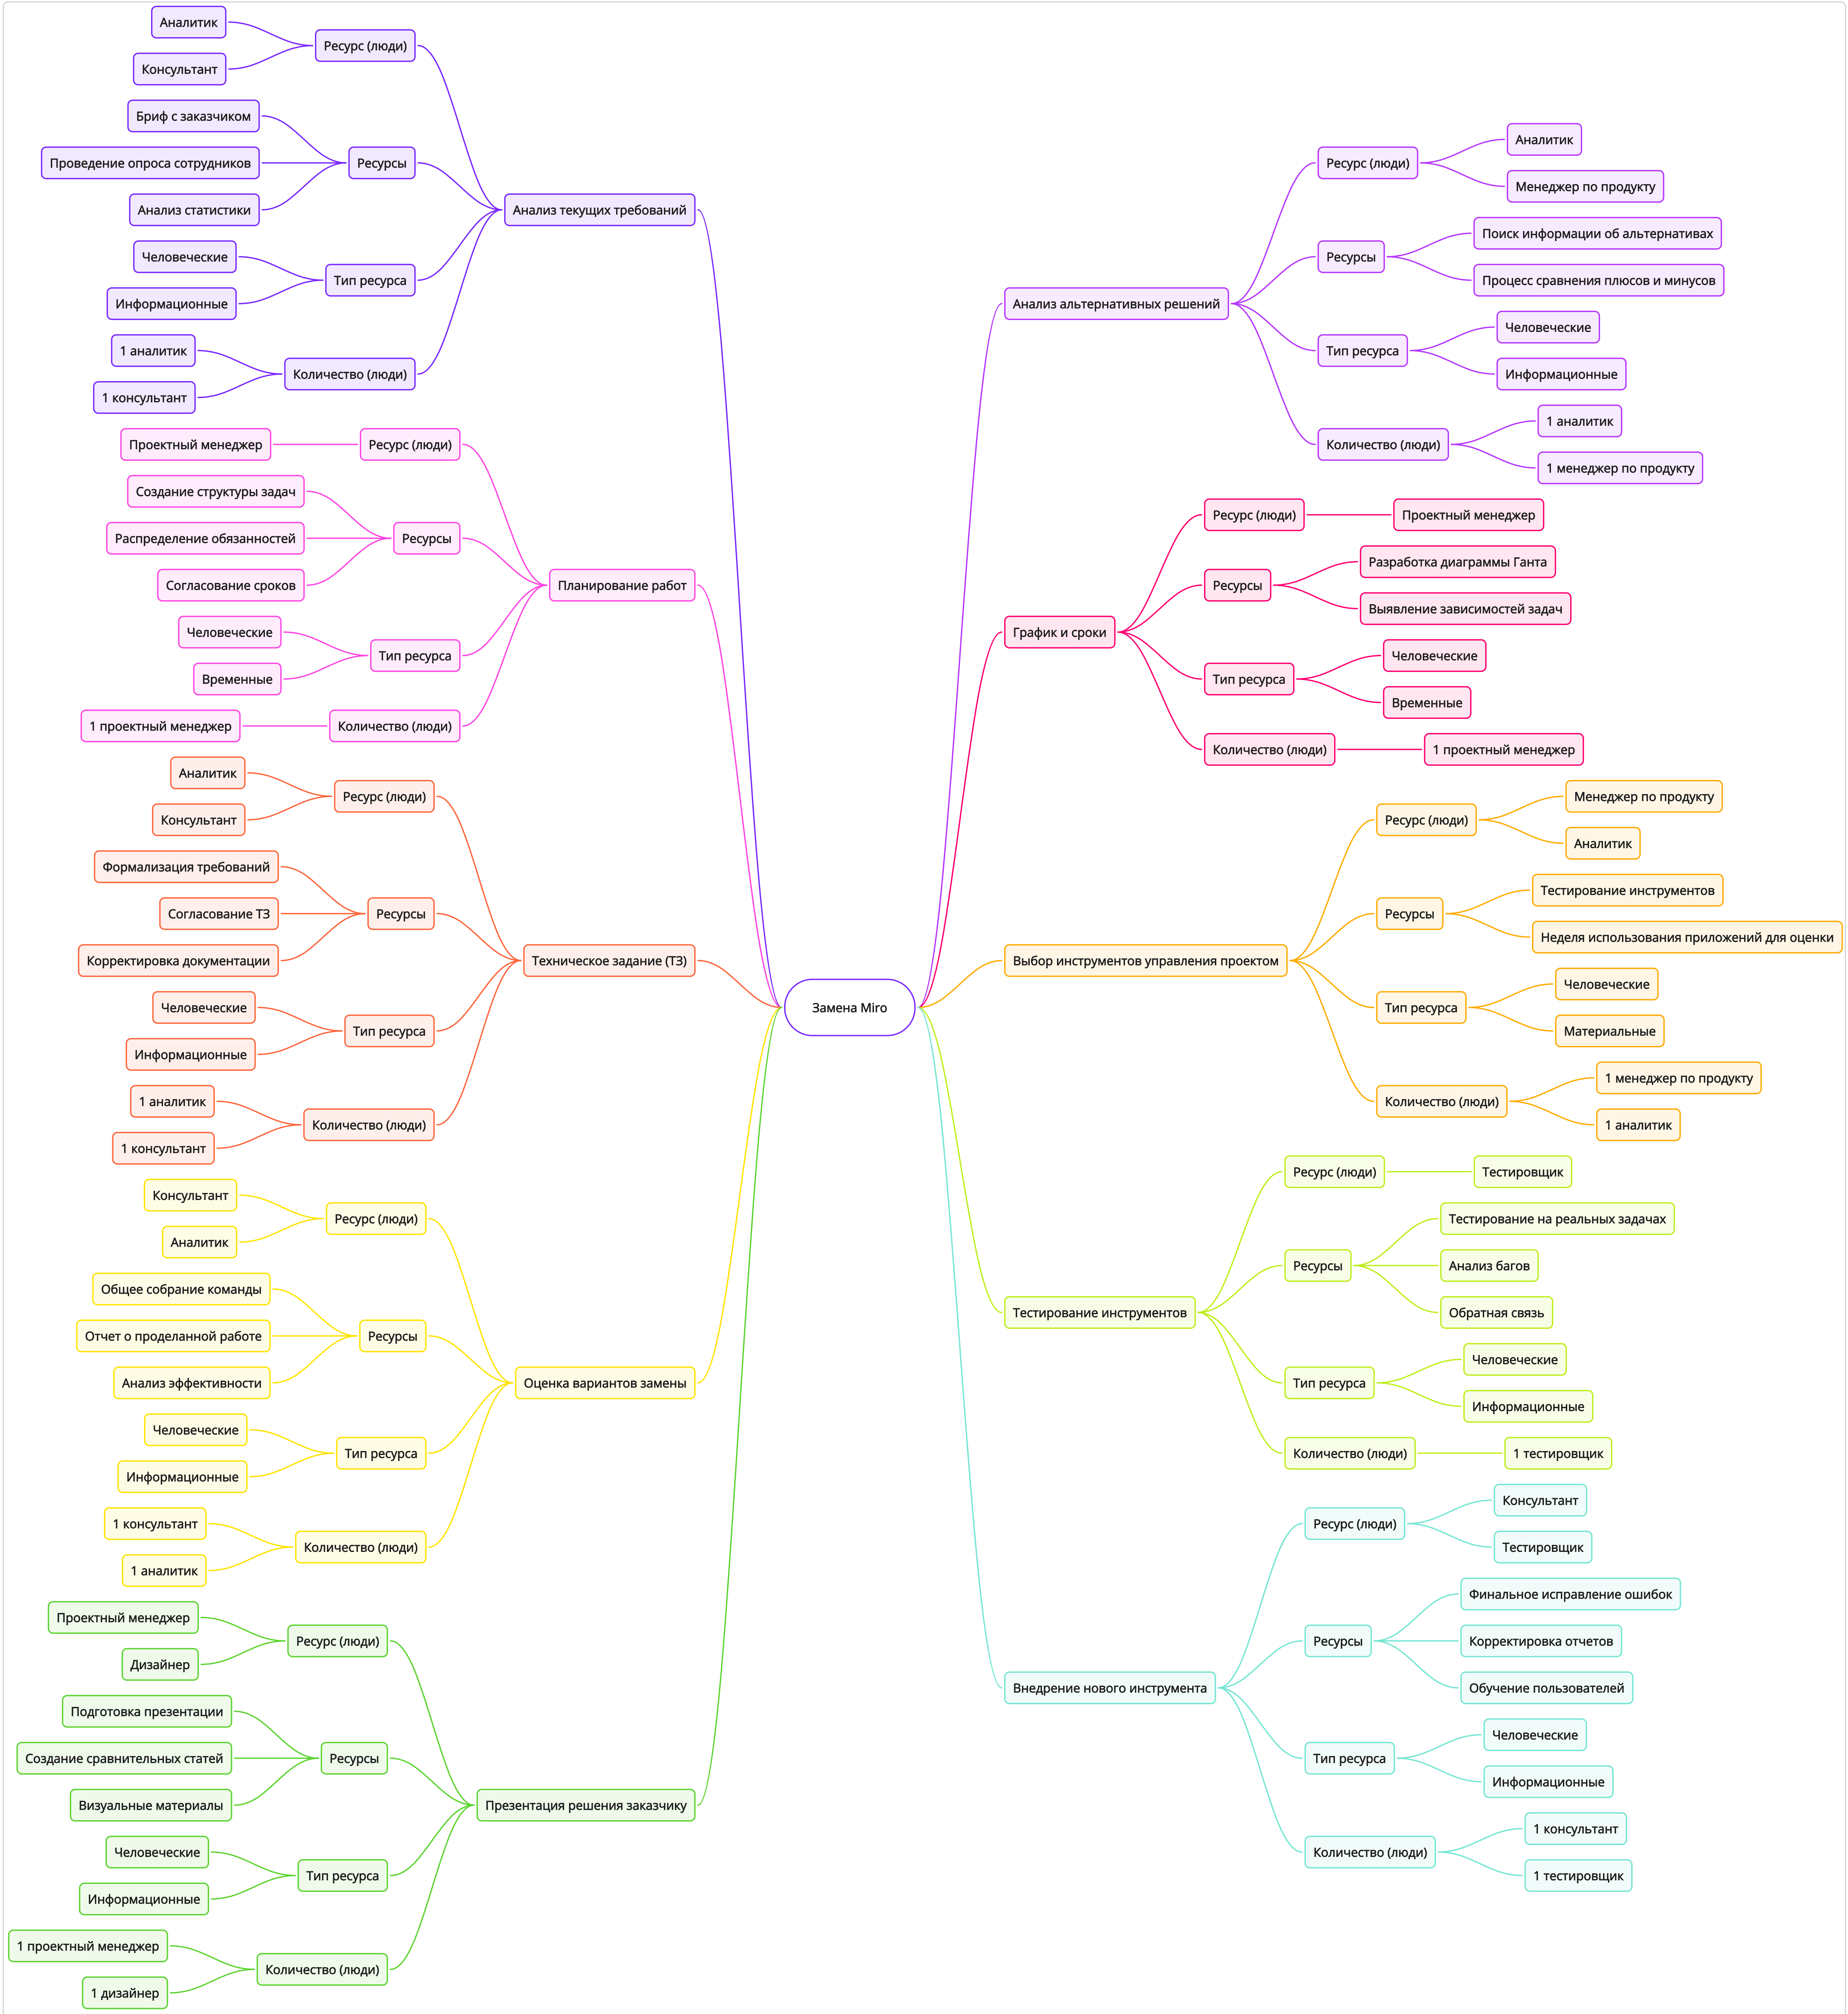 Замена Miro
Анализ текущих требований
Ресурс (люди)
Аналитик
Консультант
Ресурсы
Бриф с заказчиком
Проведение опроса сотрудников
Анализ статистики
Тип ресурса
Человеческие
Информационные
Количество (люди)
1 аналитик
1 консультант
Планирование работ
Ресурс (люди)
Проектный менеджер
Ресурсы
Создание структуры задач
Распределение обязанностей
Согласование сроков
Тип ресурса
Человеческие
Временные
Количество (люди)
1 проектный менеджер
Техническое задание (ТЗ)
Ресурс (люди)
Аналитик
Консультант
Ресурсы
Формализация требований
Согласование ТЗ
Корректировка документации
Тип ресурса
Человеческие
Информационные
Количество (люди)
1 аналитик
1 консультант
Оценка вариантов замены
Ресурс (люди)
Консультант
Аналитик
Ресурсы
Общее собрание команды
Отчет о проделанной работе
Анализ эффективности
Тип ресурса
Человеческие
Информационные
Количество (люди)
1 консультант
1 аналитик
Презентация решения заказчику
Ресурс (люди)
Проектный менеджер
Дизайнер
Ресурсы
Подготовка презентации
Создание сравнительных статей
Визуальные материалы
Тип ресурса
Человеческие
Информационные
Количество (люди)
1 проектный менеджер
1 дизайнер
Анализ альтернативных решений
Ресурс (люди)
Аналитик
Менеджер по продукту
Ресурсы
Поиск информации об альтернативах
Процесс сравнения плюсов и минусов
Тип ресурса
Человеческие
Информационные
Количество (люди)
1 аналитик
1 менеджер по продукту
График и сроки
Ресурс (люди)
Проектный менеджер
Ресурсы
Разработка диаграммы Ганта
Выявление зависимостей задач
Тип ресурса
Человеческие
Временные
Количество (люди)
1 проектный менеджер
Выбор инструментов управления проектом
Ресурс (люди)
Менеджер по продукту
Аналитик
Ресурсы
Тестирование инструментов
Неделя использования приложений для оценки
Тип ресурса
Человеческие
Материальные
Количество (люди)
1 менеджер по продукту
1 аналитик
Тестирование инструментов
Ресурс (люди)
Тестировщик
Ресурсы
Тестирование на реальных задачах
Анализ багов
Обратная связь
Тип ресурса
Человеческие
Информационные
Количество (люди)
1 тестировщик
Внедрение нового инструмента
Ресурс (люди)
Консультант
Тестировщик
Ресурсы
Финальное исправление ошибок
Корректировка отчетов
Обучение пользователей
Тип ресурса
Человеческие
Информационные
Количество (люди)
1 консультант
1 тестировщик